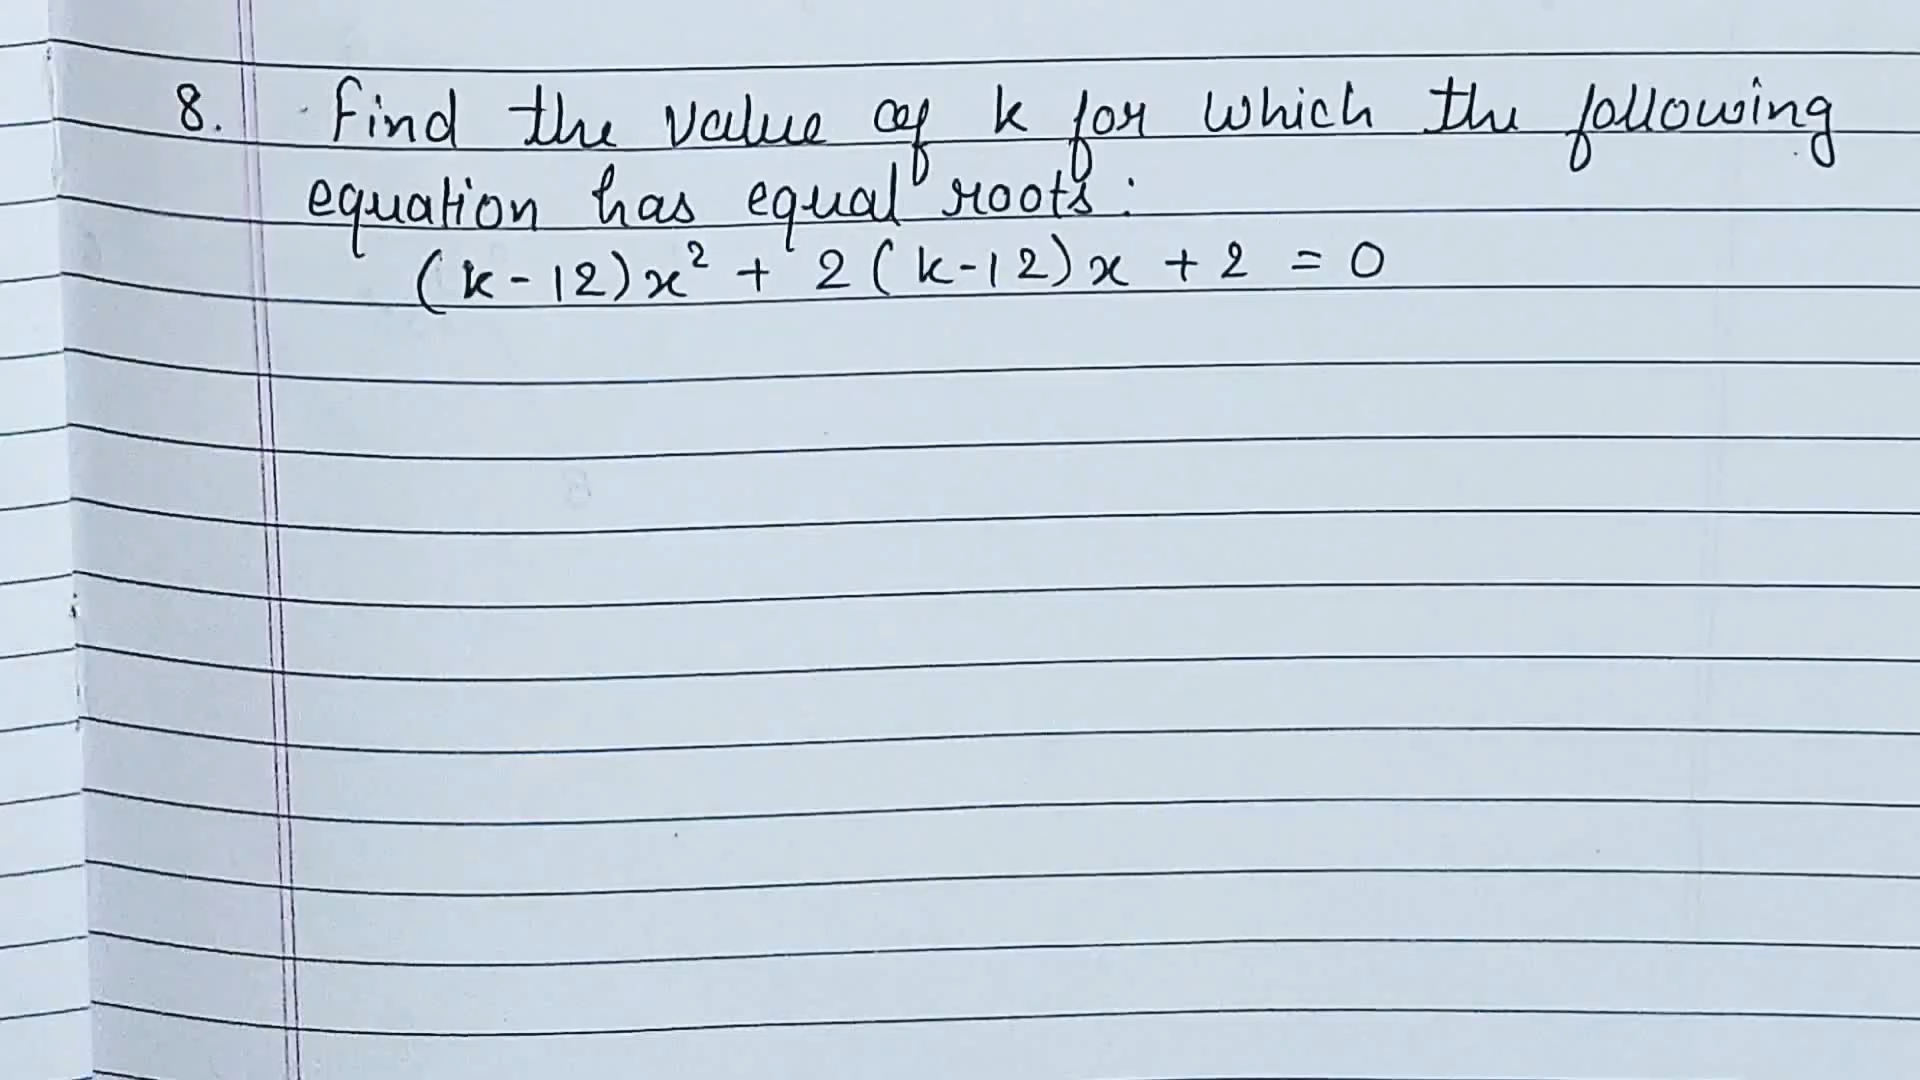 8. Find the value of k for which the following
equation has equal roots:
(k-12)x² + 2(k-12)x + 2 = 0